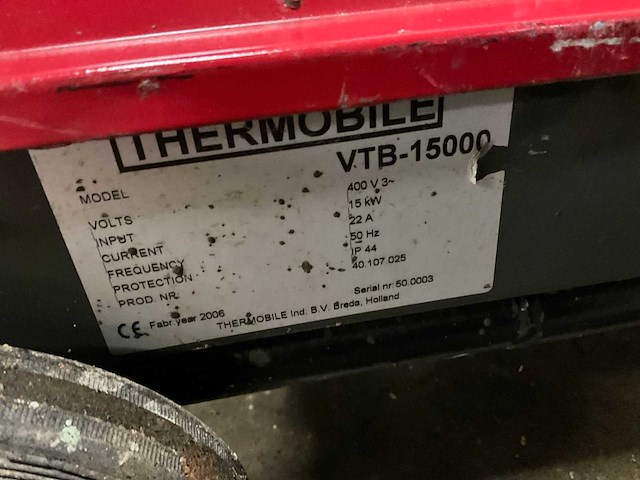 THERMOBILE
MODEL VTB-15000
VOLTS 400 V 3~
INPUT 15 kW
CURRENT 22 A
FREQUENCY 50 Hz
PROTECTION IP 44
PROD. NR. 40.107.025
Serial nr: 50.0003
CE Fabr.year 2006 THERMOBILE Ind. B.V. Breda, Holland